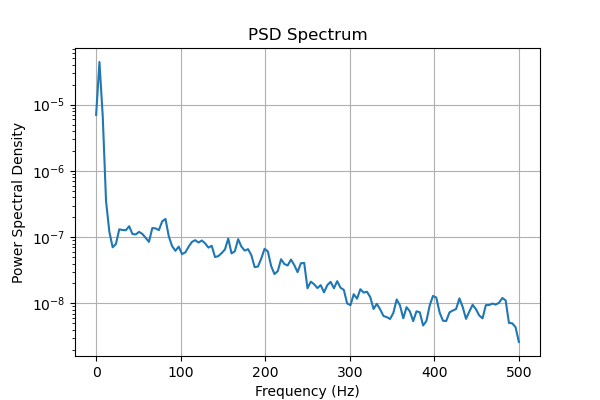 PSD Spectrum
Power Spectral Density
10⁻⁵
10⁻⁶
10⁻⁷
10⁻⁸
0 100 200 300 400 500
Frequency (Hz)